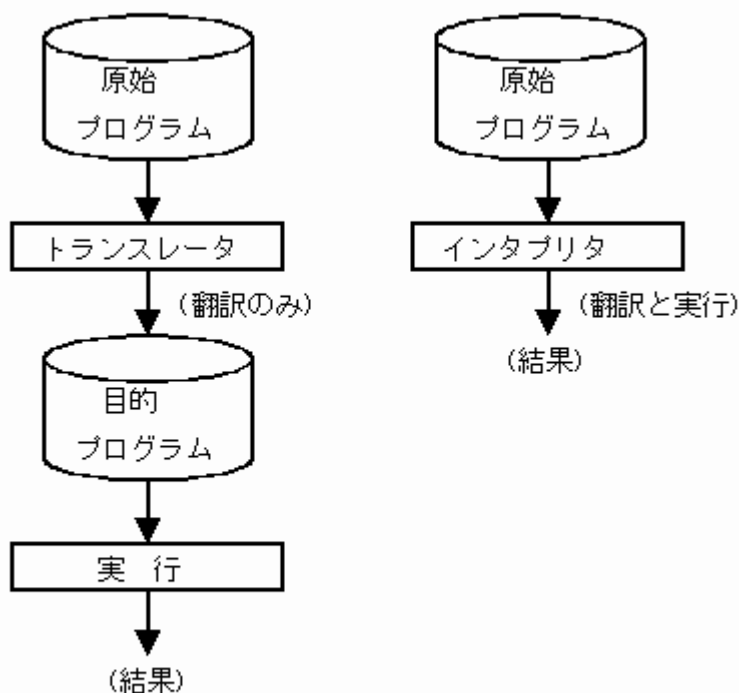 原始
プログラム
トランスレータ
(翻訳のみ)
目的
プログラム
実 行
(結果)
原始
プログラム
インタプリタ
(翻訳と実行)
(結果)